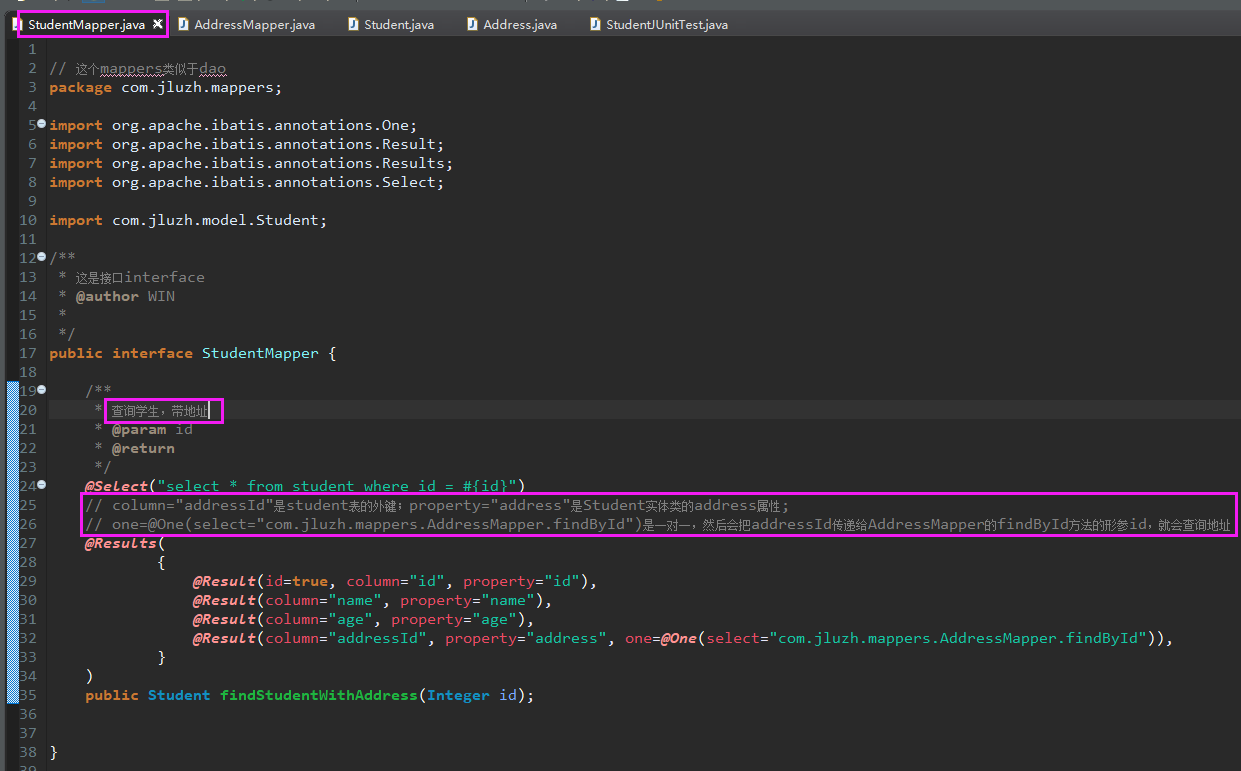 StudentMapper.java AddressMapper.java Student.java Address.java StudentJUnitTest.java
1
2 // 这个mappers类似于dao
3 package com.jluzh.mappers;
4
5 import org.apache.ibatis.annotations.One;
6 import org.apache.ibatis.annotations.Result;
7 import org.apache.ibatis.annotations.Results;
8 import org.apache.ibatis.annotations.Select;
9
10 import com.jluzh.model.Student;
11
12 /**
13  * 这是接口interface
14  * @author WIN
15  *
16  */
17 public interface StudentMapper {
18
19     /**
20      * 查询学生，带地址
21      * @param id
22      * @return
23      */
24     @Select("select * from student where id = #{id}")
25     // column="addressId"是student表的外键；property="address"是Student实体类的address属性；
26     // one=@One(select="com.jluzh.mappers.AddressMapper.findById")是一对一，然后会把addressId传递给AddressMapper的findById方法的形参id，就会查询地址
27     @Results(
28             {
29                 @Result(id=true, column="id", property="id"),
30                 @Result(column="name", property="name"),
31                 @Result(column="age", property="age"),
32                 @Result(column="addressId", property="address", one=@One(select="com.jluzh.mappers.AddressMapper.findById")),
33             }
34     )
35     public Student findStudentWithAddress(Integer id);
36
37
38 }
39